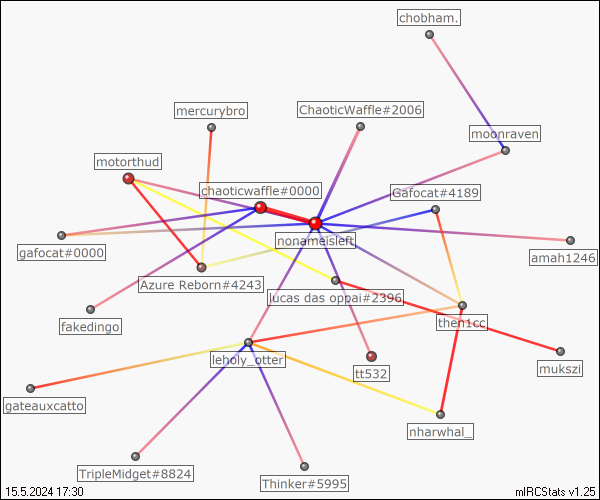 chobham.
mercurybro
ChaoticWaffle#2006
moonraven
motorthud
chaoticwaffle#0000
Gafocat#4189
nonameisleft
gafocat#0000
amah1246
Azure Reborn#4243
lucas das oppai#2396
fakedingo
then1cc
leholy_otter
tt532
mukszi
gateauxcatto
nharwhal_
TripleMidget#8824
Thinker#5995
15.5.2024 17:30
mIRCStats v1.25